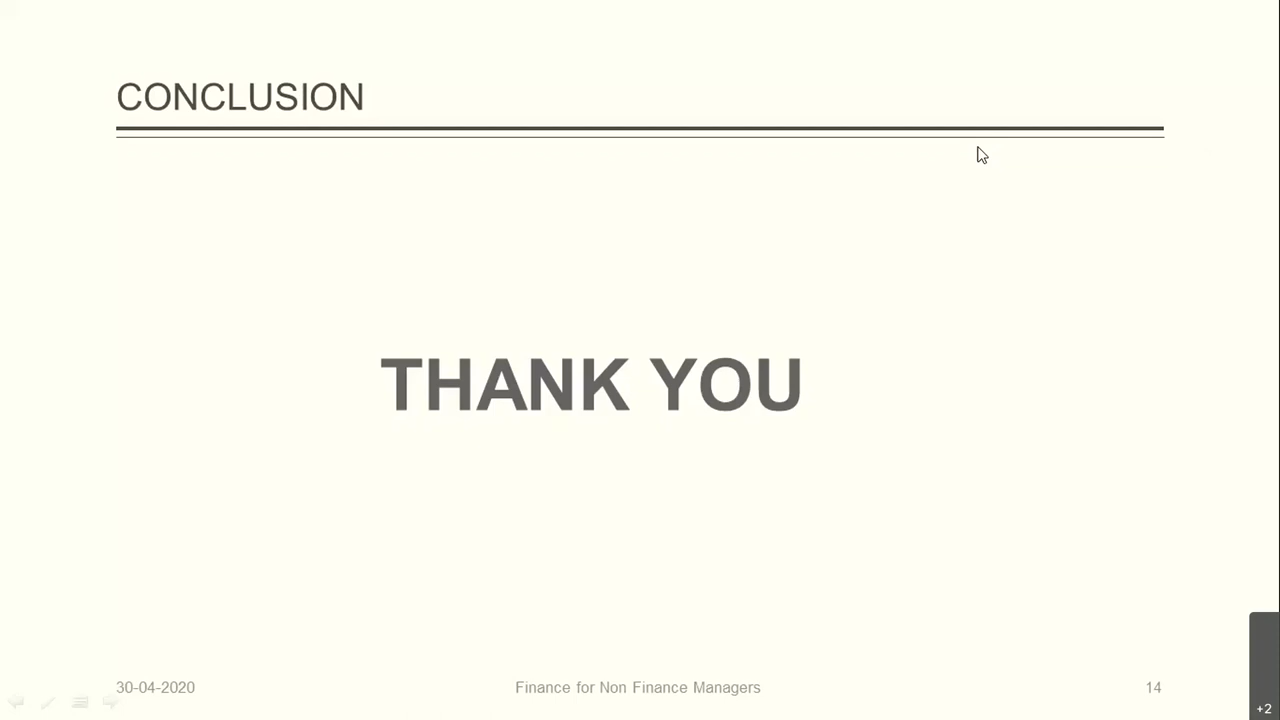 CONCLUSION
THANK YOU
30-04-2020
Finance for Non Finance Managers
14
+2